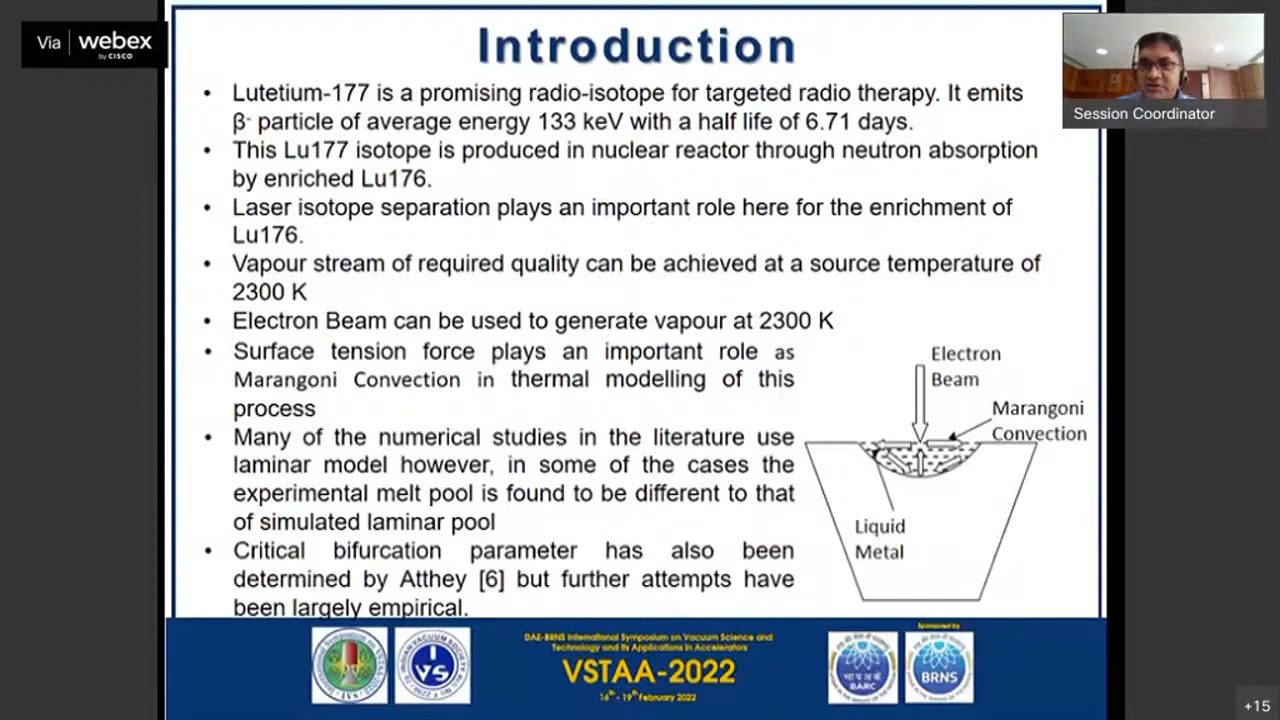 Via webex
by CISCO
Introduction
• Lutetium-177 is a promising radio-isotope for targeted radio therapy. It emits
β- particle of average energy 133 keV with a half life of 6.71 days.
• This Lu177 isotope is produced in nuclear reactor through neutron absorption
by enriched Lu176.
• Laser isotope separation plays an important role here for the enrichment of
Lu176.
• Vapour stream of required quality can be achieved at a source temperature of
2300 K
• Electron Beam can be used to generate vapour at 2300 K
• Surface tension force plays an important role as
Marangoni Convection in thermal modelling of this
process
• Many of the numerical studies in the literature use
laminar model however, in some of the cases the
experimental melt pool is found to be different to that
of simulated laminar pool
• Critical bifurcation parameter has also been
determined by Atthey [6] but further attempts have
been largely empirical.
Electron
Beam
Marangoni
Convection
Liquid
Metal
Session Coordinator
IVS
DAE-BRNS International Symposium on Vacuum Science and
Technology and its Applications in Accelerators
VSTAA-2022
16th - 19th February 2022
Sponsored by
BARC
BRNS
+15